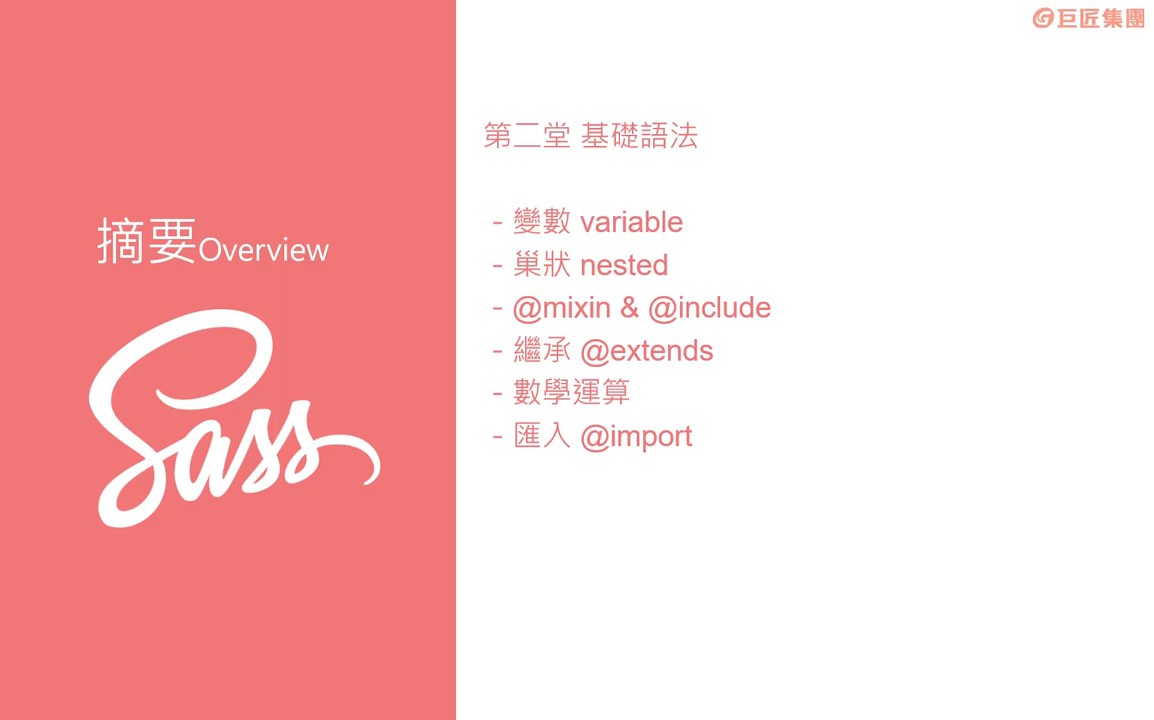 巨匠集團
摘要Overview
Sass
第二堂 基礎語法
- 變數 variable
- 巢狀 nested
- @mixin & @include
- 繼承 @extends
- 數學運算
- 匯入 @import